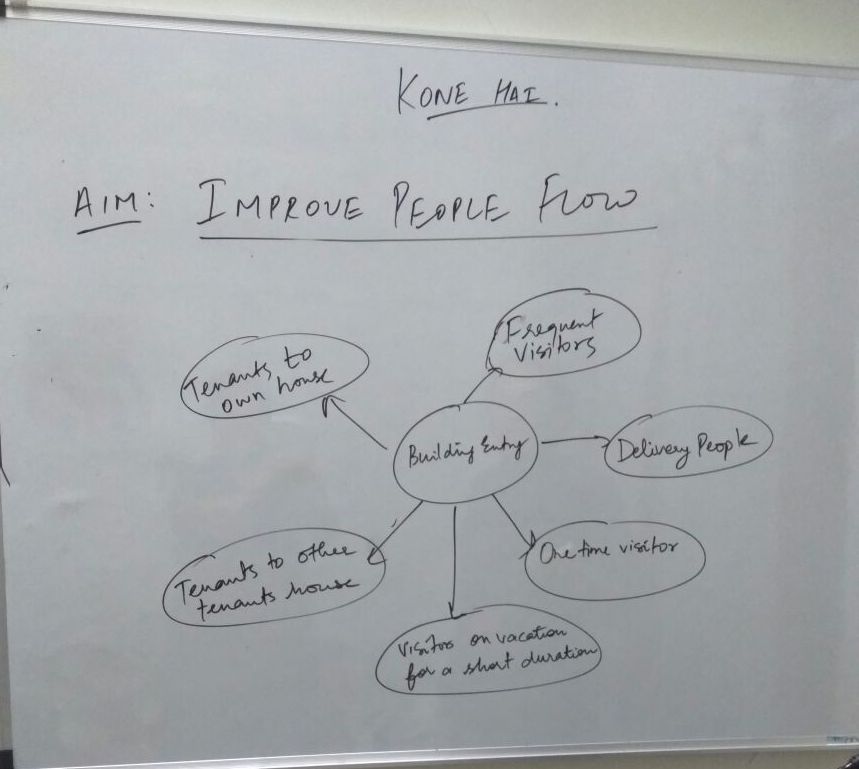 KONE HAI.
AIM: IMPROVE PEOPLE FLOW
Frequent
Visitors
Tenants to
own house
Building Entry
Delivery People
One time visitor
Tenants to other
tenants house
Visitor on vacation
for a short duration